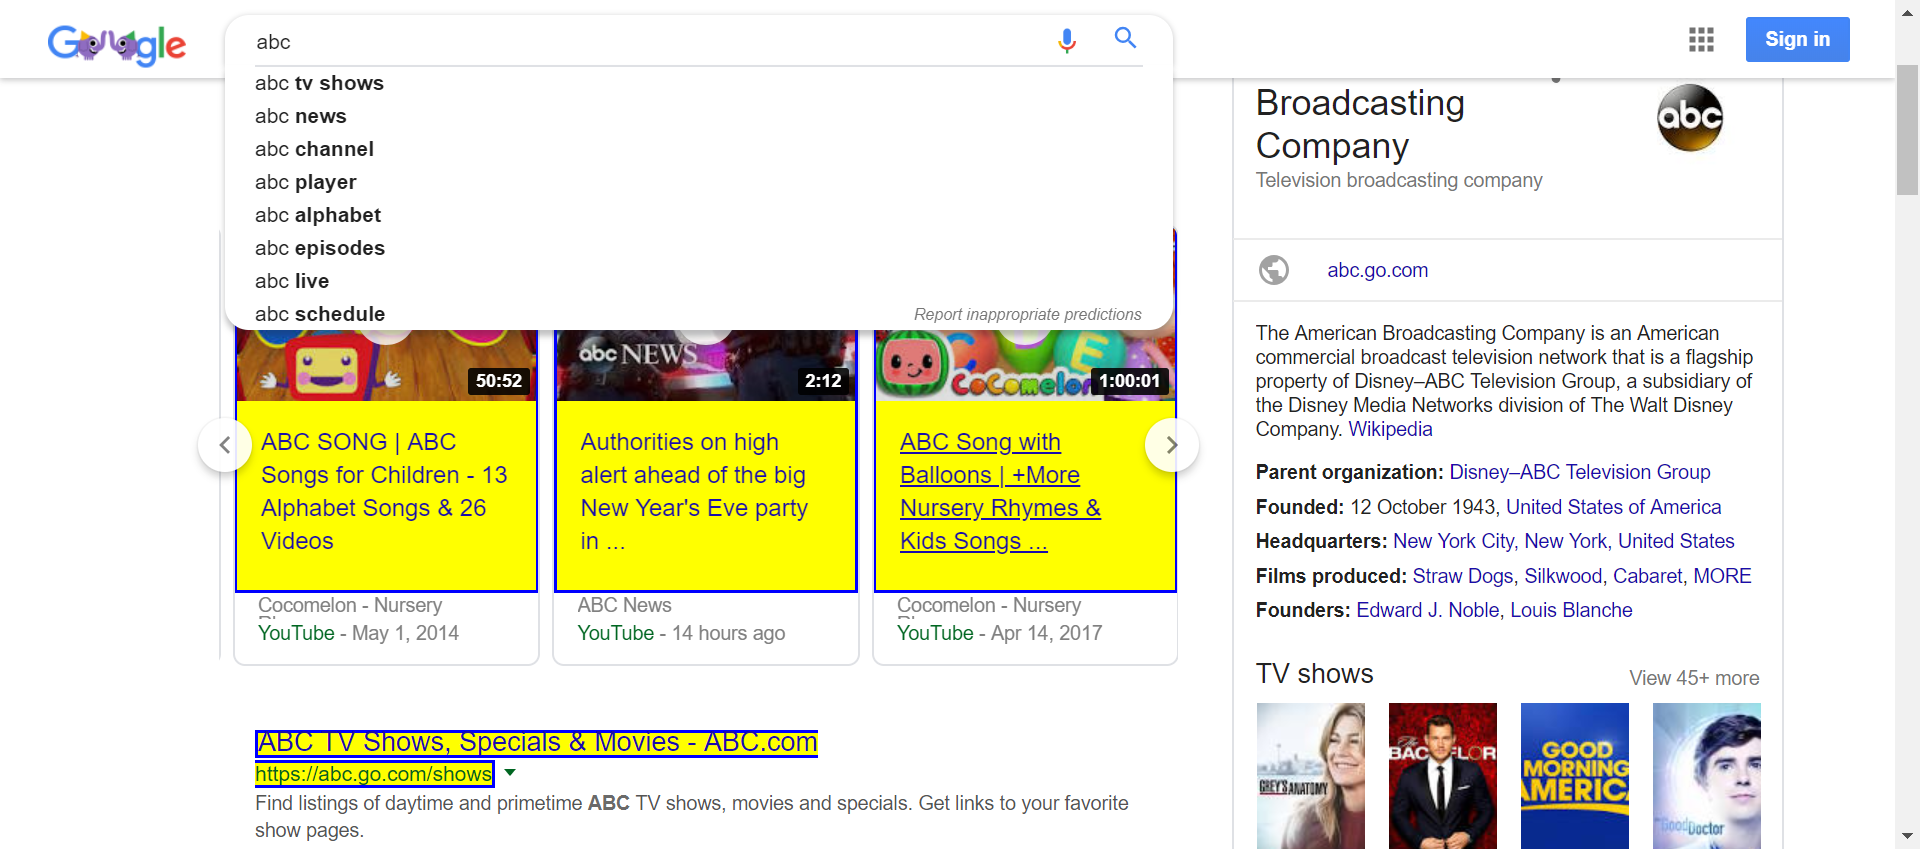 Google
abc
Sign in
abc tv shows
abc news
abc channel
abc player
abc alphabet
abc episodes
abc live
abc schedule
Report inappropriate predictions
abc NEWS
CoComelon
50:52
2:12
1:00:01
ABC SONG | ABC
Songs for Children - 13
Alphabet Songs & 26
Videos
Cocomelon - Nursery
YouTube - May 1, 2014
Authorities on high
alert ahead of the big
New Year's Eve party
in ...
ABC News
YouTube - 14 hours ago
ABC Song with
Balloons | +More
Nursery Rhymes &
Kids Songs ...
Cocomelon - Nursery
YouTube - Apr 14, 2017
ABC TV Shows, Specials & Movies - ABC.com
https://abc.go.com/shows
Find listings of daytime and primetime ABC TV shows, movies and specials. Get links to your favorite
show pages.
Broadcasting
Company
abc
Television broadcasting company
abc.go.com
The American Broadcasting Company is an American
commercial broadcast television network that is a flagship
property of Disney–ABC Television Group, a subsidiary of
the Disney Media Networks division of The Walt Disney
Company. Wikipedia
Parent organization: Disney–ABC Television Group
Founded: 12 October 1943, United States of America
Headquarters: New York City, New York, United States
Films produced: Straw Dogs, Silkwood, Cabaret, MORE
Founders: Edward J. Noble, Louis Blanche
TV shows
View 45+ more
GREY'S ANATOMY
The
BACHELOR
GOOD
MORNING
AMERICA
the Good Doctor